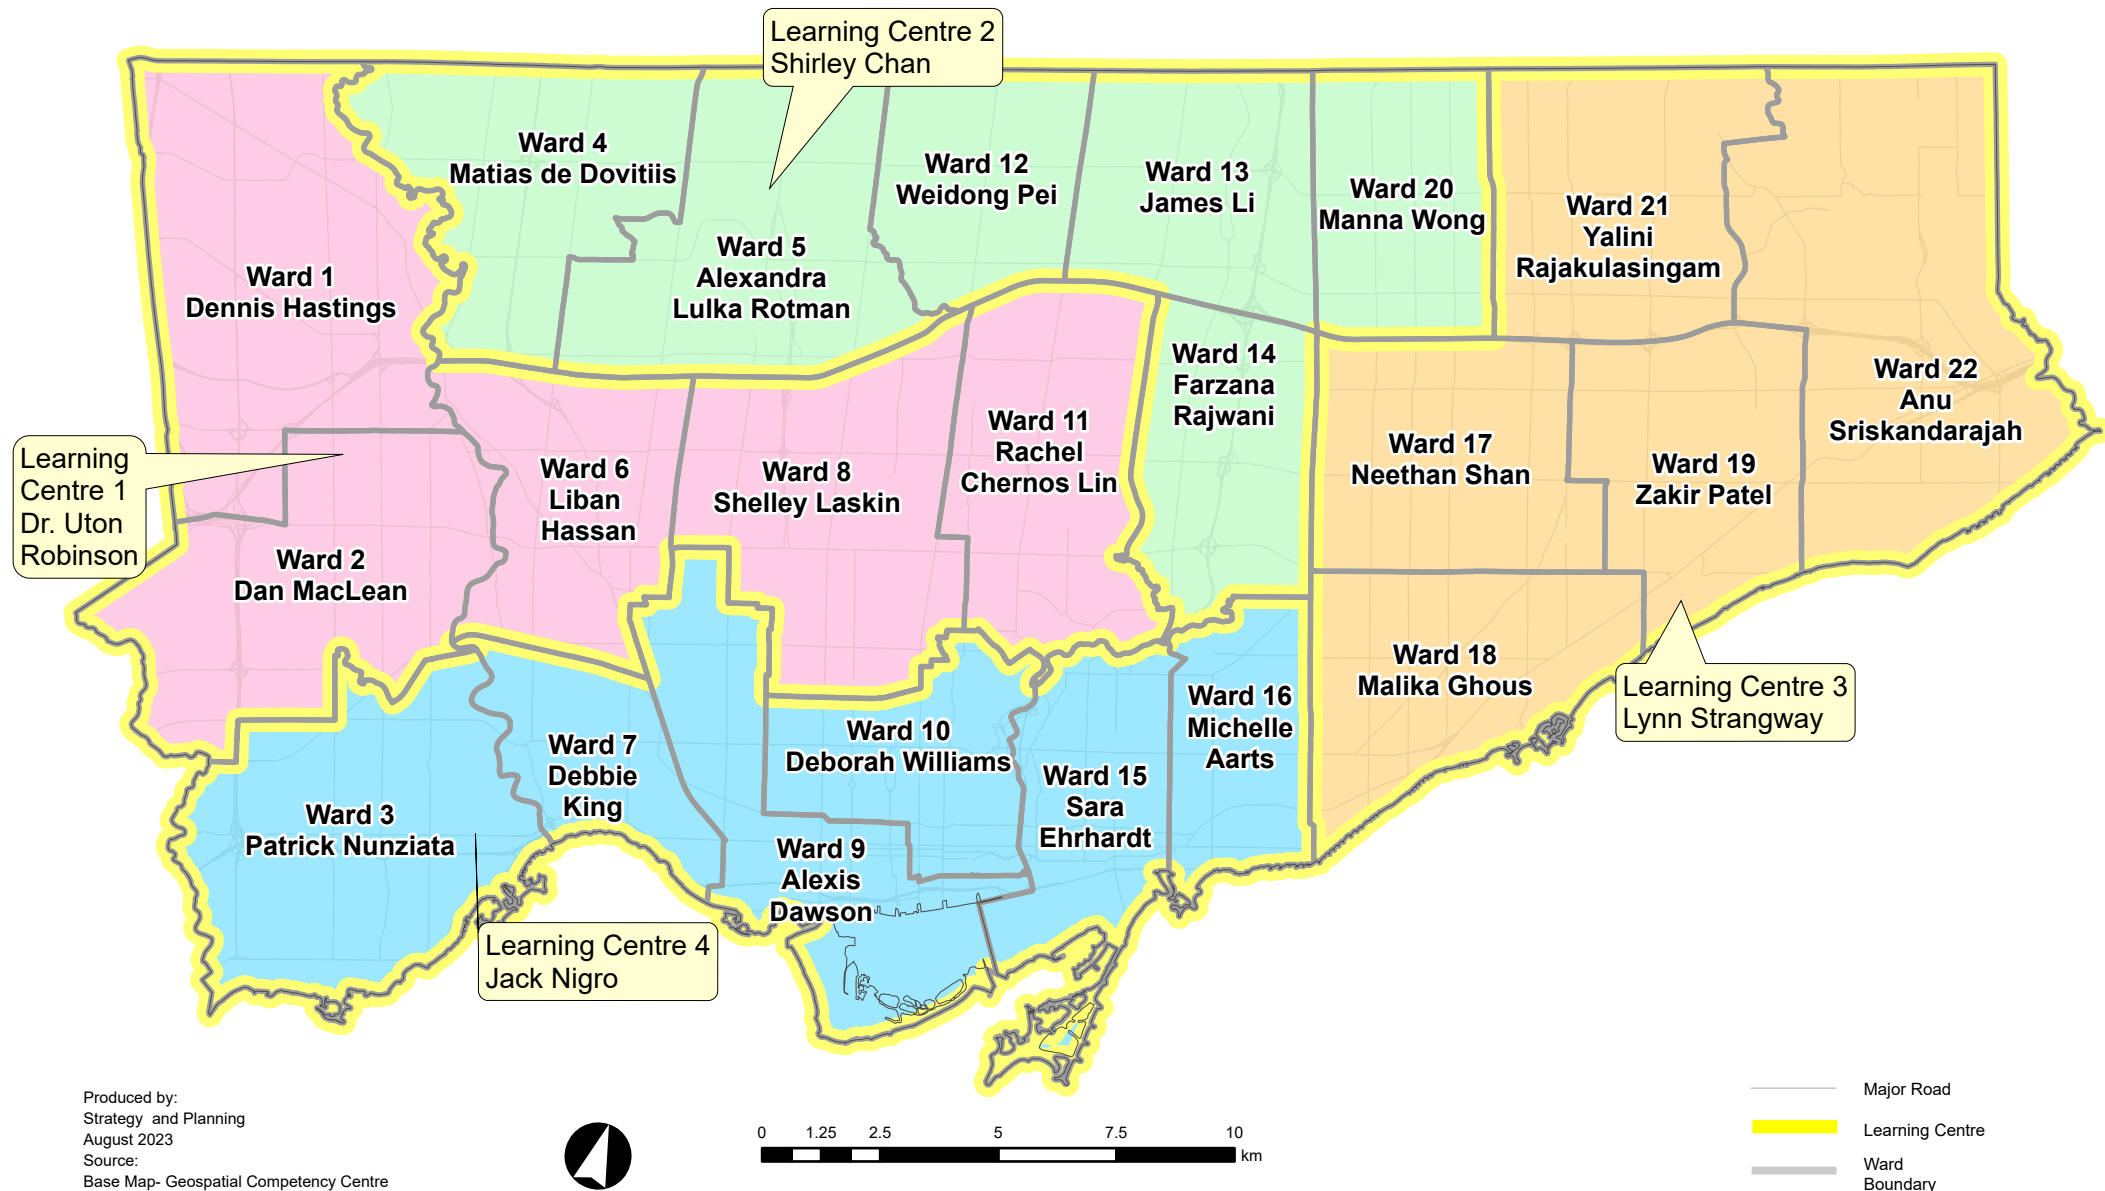 Learning Centre 2
Shirley Chan
Ward 4
Matias de Dovitiis
Ward 12
Weidong Pei
Ward 13
James Li
Ward 20
Manna Wong
Ward 21
Yalini
Rajakulasingam
Ward 5
Alexandra
Lulka Rotman
Ward 1
Dennis Hastings
Ward 14
Farzana
Rajwani
Ward 22
Anu
Sriskandarajah
Ward 11
Rachel
Chernos Lin
Ward 17
Neethan Shan
Ward 6
Liban
Hassan
Ward 8
Shelley Laskin
Ward 19
Zakir Patel
Learning
Centre 1
Dr. Uton
Robinson
Ward 2
Dan MacLean
Ward 18
Malika Ghous
Learning Centre 3
Lynn Strangway
Ward 16
Michelle
Aarts
Ward 10
Deborah Williams
Ward 7
Debbie
King
Ward 15
Sara
Ehrhardt
Ward 3
Patrick Nunziata
Ward 9
Alexis
Dawson
Learning Centre 4
Jack Nigro
Produced by:
Strategy and Planning
August 2023
Source:
Base Map- Geospatial Competency Centre
0 1.25 2.5 5 7.5 10
km
Major Road
Learning Centre
Ward
Boundary